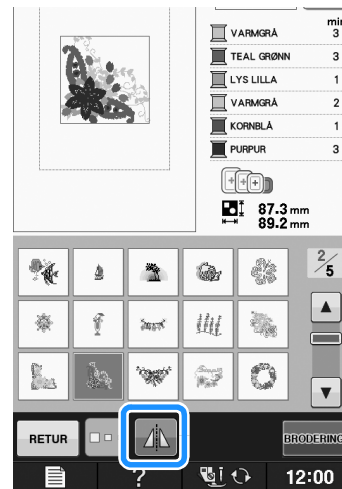 min
VARMGRÅ 3
TEAL GRØNN 3
LYS LILLA 1
VARMGRÅ 2
KORNBLÅ 1
PURPUR 3
87.3 mm
89.2 mm
2/5
RETUR
BRODERING
?
12:00